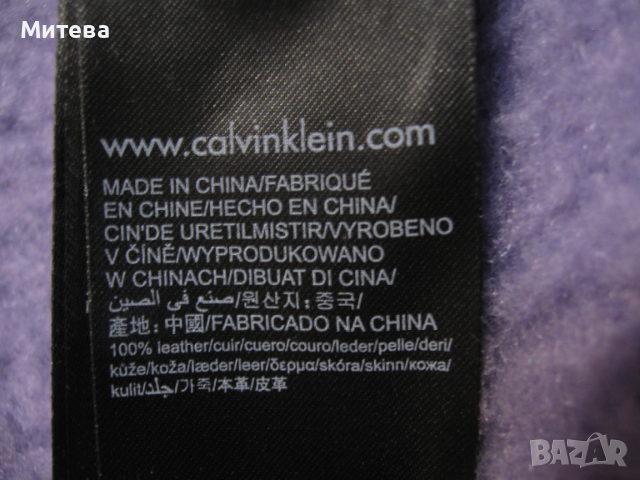 Митева
www.calvinklein.com
MADE IN CHINA/FABRIQUÉ
EN CHINE/HECHO EN CHINA/
CIN'DE URETILMISTIR/VYROBENO
V ČÍNĚ/WYPRODUKOWANO
W CHINACH/DIBUAT DI CINA/
صنع في الصين/원산지:중국/
產地:中國/FABRICADO NA CHINA
100% leather/cuir/cuero/couro/leder/pelle/deri/
kůže/koža/læder/leer/δερμα/skóra/skinn/кожа/
kulit/جلد/가죽/本革/皮革
BAZAR